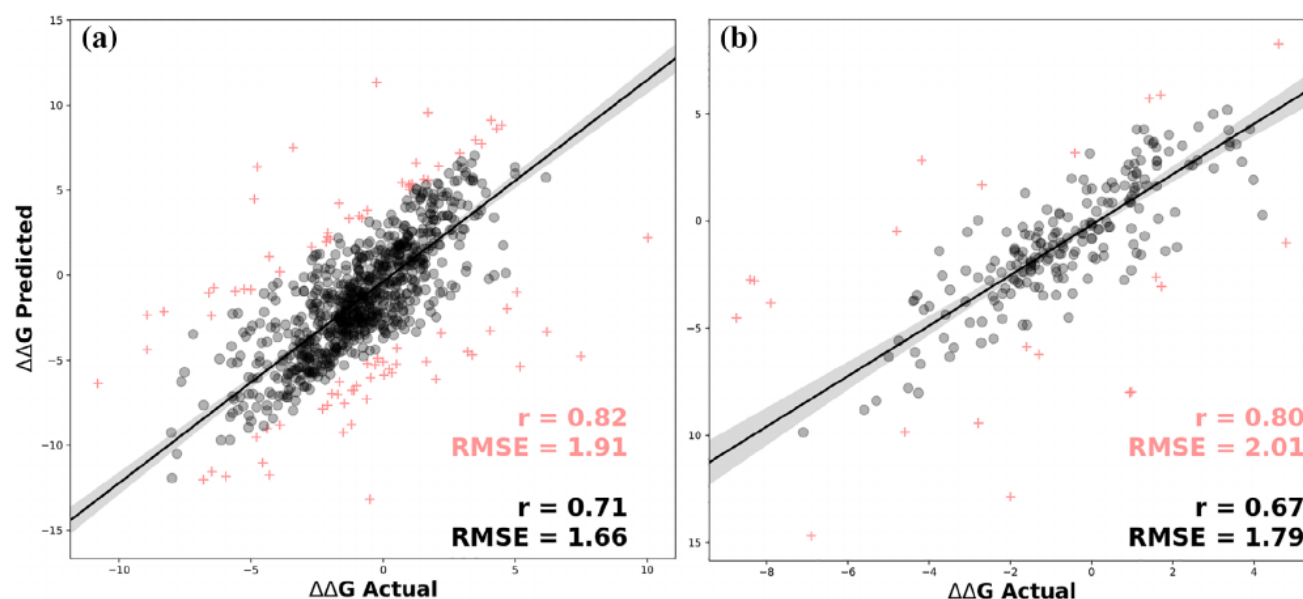 (a)
15
10
5
0
−5
−10
−15
ΔΔG Predicted
r = 0.82
RMSE = 1.91
r = 0.71
RMSE = 1.66
−10
−5
0
5
10
ΔΔG Actual
(b)
5
0
−5
10
15
r = 0.80
RMSE = 2.01
r = 0.67
RMSE = 1.79
−8
−6
−4
−2
0
2
4
ΔΔG Actual